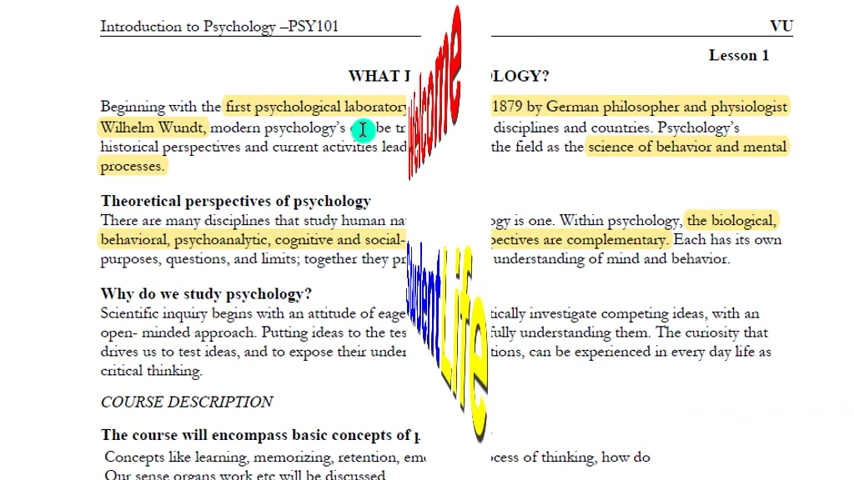 Introduction to Psychology –PSY101 VU
Lesson 1
WHAT I OLOGY?
Beginning with the first psychological laboratory 1879 by German philosopher and physiologist
Wilhelm Wundt, modern psychology's be tr disciplines and countries. Psychology's
historical perspectives and current activities lead the field as the science of behavior and mental
processes.
Welcome
Theoretical perspectives of psychology
There are many disciplines that study human na ogy is one. Within psychology, the biological,
behavioral, psychoanalytic, cognitive and social- pectives are complementary. Each has its own
purposes, questions, and limits; together they pr understanding of mind and behavior.
Student Life
Why do we study psychology?
Scientific inquiry begins with an attitude of eage tically investigate competing ideas, with an
open- minded approach. Putting ideas to the tes fully understanding them. The curiosity that
drives us to test ideas, and to expose their under tions, can be experienced in every day life as
critical thinking.
COURSE DESCRIPTION
The course will encompass basic concepts of p
Concepts like learning, memorizing, retention, em cess of thinking, how do
Our sense organs work etc will be discussed